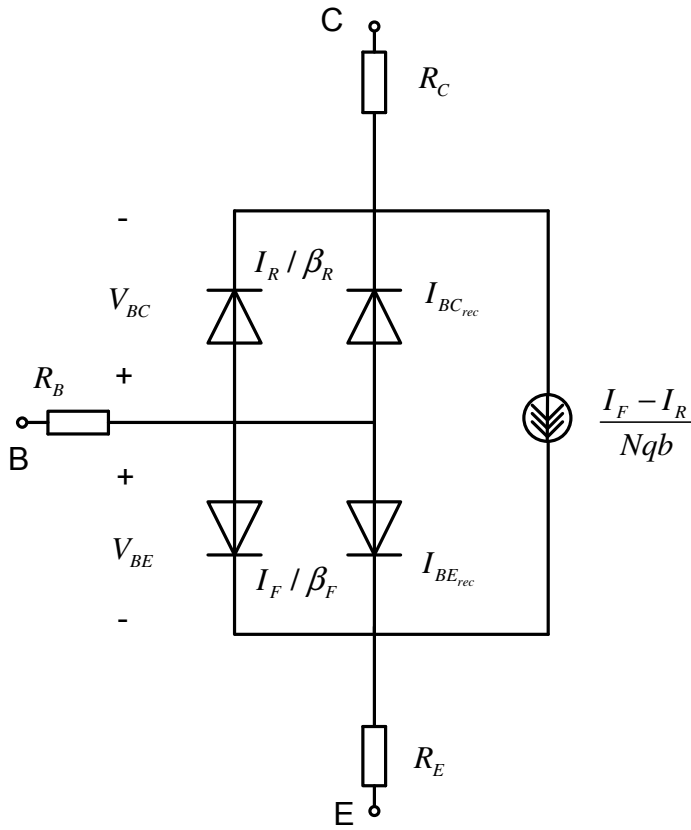 C
R_C
-
I_R / β_R
V_BC
I_BC_rec
R_B
+
I_F − I_R
Nqb
B
+
V_BE
I_F / β_F
I_BE_rec
-
R_E
E